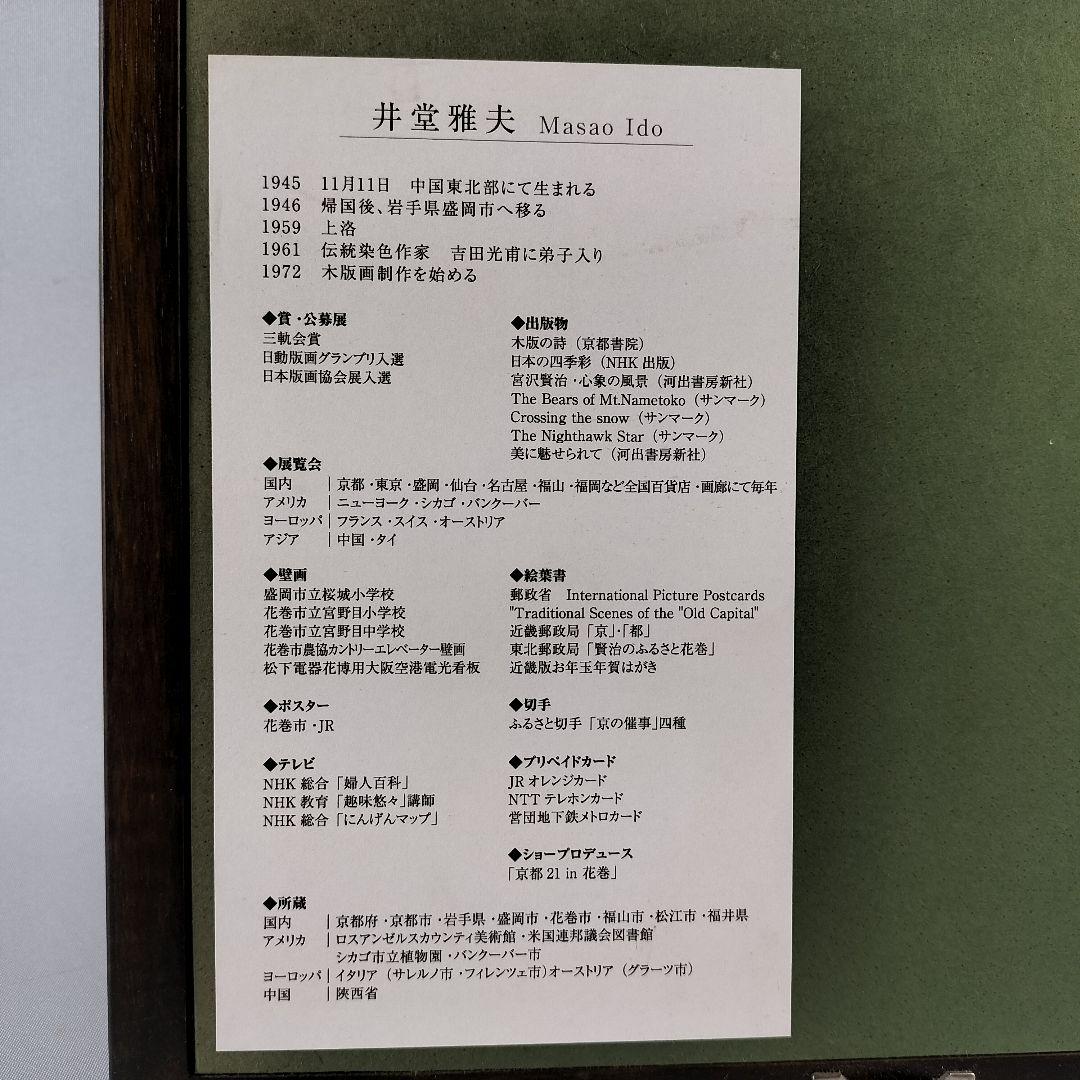 井堂雅夫 Masao Ido
1945 11月11日 中国東北部にて生まれる
1946 帰国後、岩手県盛岡市へ移る
1959 上洛
1961 伝統染色作家 吉田光甫に弟子入り
1972 木版画制作を始める
◆賞・公募展
三軌会賞
日動版画グランプリ入選
日本版画協会展入選
◆出版物
木版の詩（京都書院）
日本の四季彩（NHK 出版）
宮沢賢治・心象の風景（河出書房新社）
The Bears of Mt.Nametoko（サンマーク）
Crossing the snow（サンマーク）
The Nighthawk Star（サンマーク）
美に魅せられて（河出書房新社）
◆展覧会
国内｜京都・東京・盛岡・仙台・名古屋・福山・福岡など全国百貨店・画廊にて毎年
アメリカ｜ニューヨーク・シカゴ・バンクーバー
ヨーロッパ｜フランス・スイス・オーストリア
アジア｜中国・タイ
◆壁画
盛岡市立桜城小学校
花巻市立宮野目小学校
花巻市立宮野目中学校
花巻市農協カントリーエレベーター壁画
松下電器花博用大阪空港電光看板
◆絵葉書
郵政省 International Picture Postcards
"Traditional Scenes of the "Old Capital"
近畿郵政局「京」・「都」
東北郵政局「賢治のふるさと花巻」
近畿版お年玉年賀はがき
◆ポスター
花巻市・JR
◆切手
ふるさと切手「京の催事」四種
◆テレビ
NHK 総合「婦人百科」
NHK 教育「趣味悠々」講師
NHK 総合「にんげんマップ」
◆プリペイドカード
JR オレンジカード
NTT テレホンカード
営団地下鉄メトロカード
◆ショープロデュース
「京都 21 in 花巻」
◆所蔵
国内｜京都府・京都市・岩手県・盛岡市・花巻市・福山市・松江市・福井県
アメリカ｜ロスアンゼルスカウンティ美術館・米国連邦議会図書館
シカゴ市立植物園・バンクーバー市
ヨーロッパ｜イタリア（サレルノ市・フィレンツェ市）オーストリア（グラーツ市）
中国｜陝西省